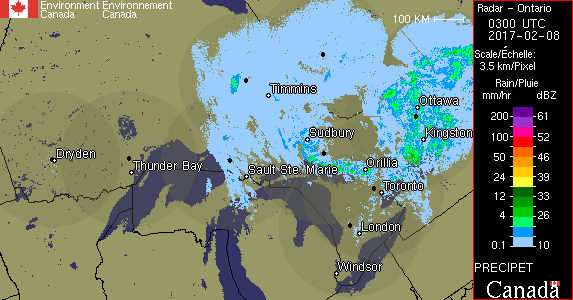 Environment Environnement
Canada Canada
100 KM
Timmins
Ottawa
Sudbury
Kingston
Dryden
Thunder Bay
Sault Ste. Marie
Orillia
Toronto
London
Windsor
Radar - Ontario
0300 UTC
2017-02-08
Scale/Échelle:
3.5 km/Pixel
Rain/Pluie
mm/hr dBZ
200 61
100 52
50 46
24 39
12 33
4 26
1 18
0.1 10
PRECIPET
Canada